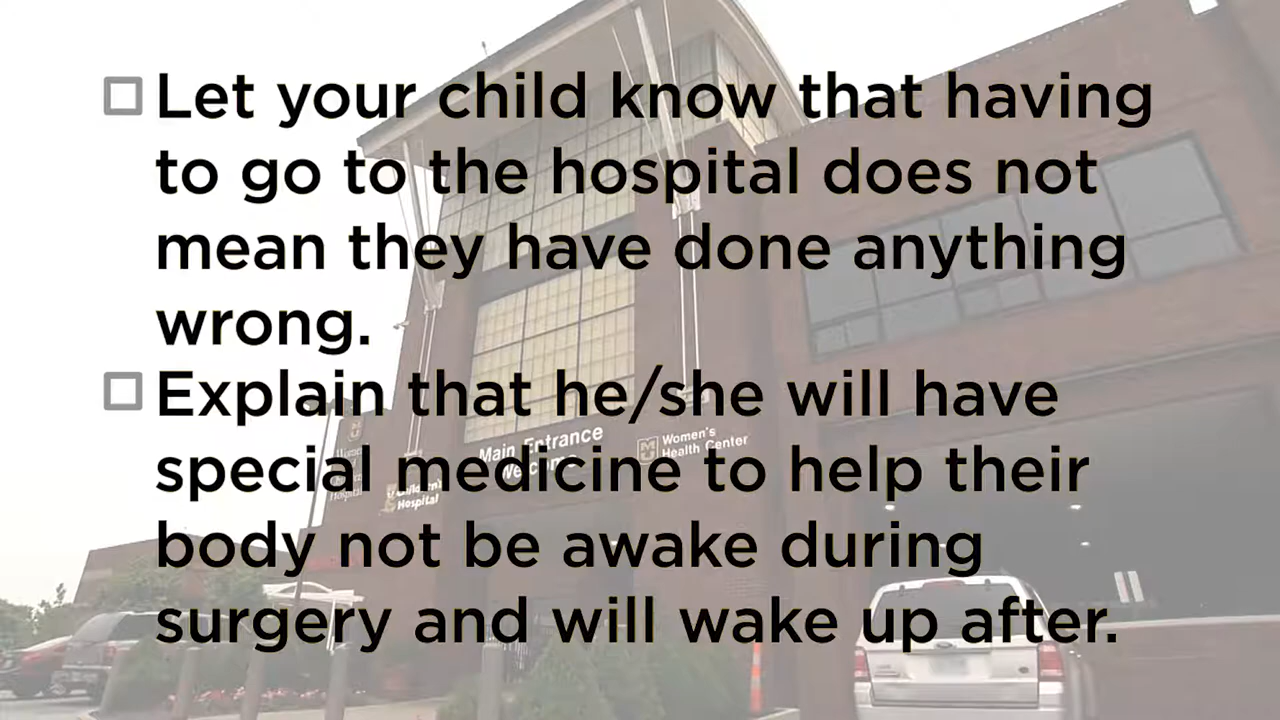 Let your child know that having
to go to the hospital does not
mean they have done anything
wrong.
Explain that he/she will have
special medicine to help their
body not be awake during
surgery and will wake up after.
Main Entrance
Welcome
Women's
Health Center
Children's
Hospital